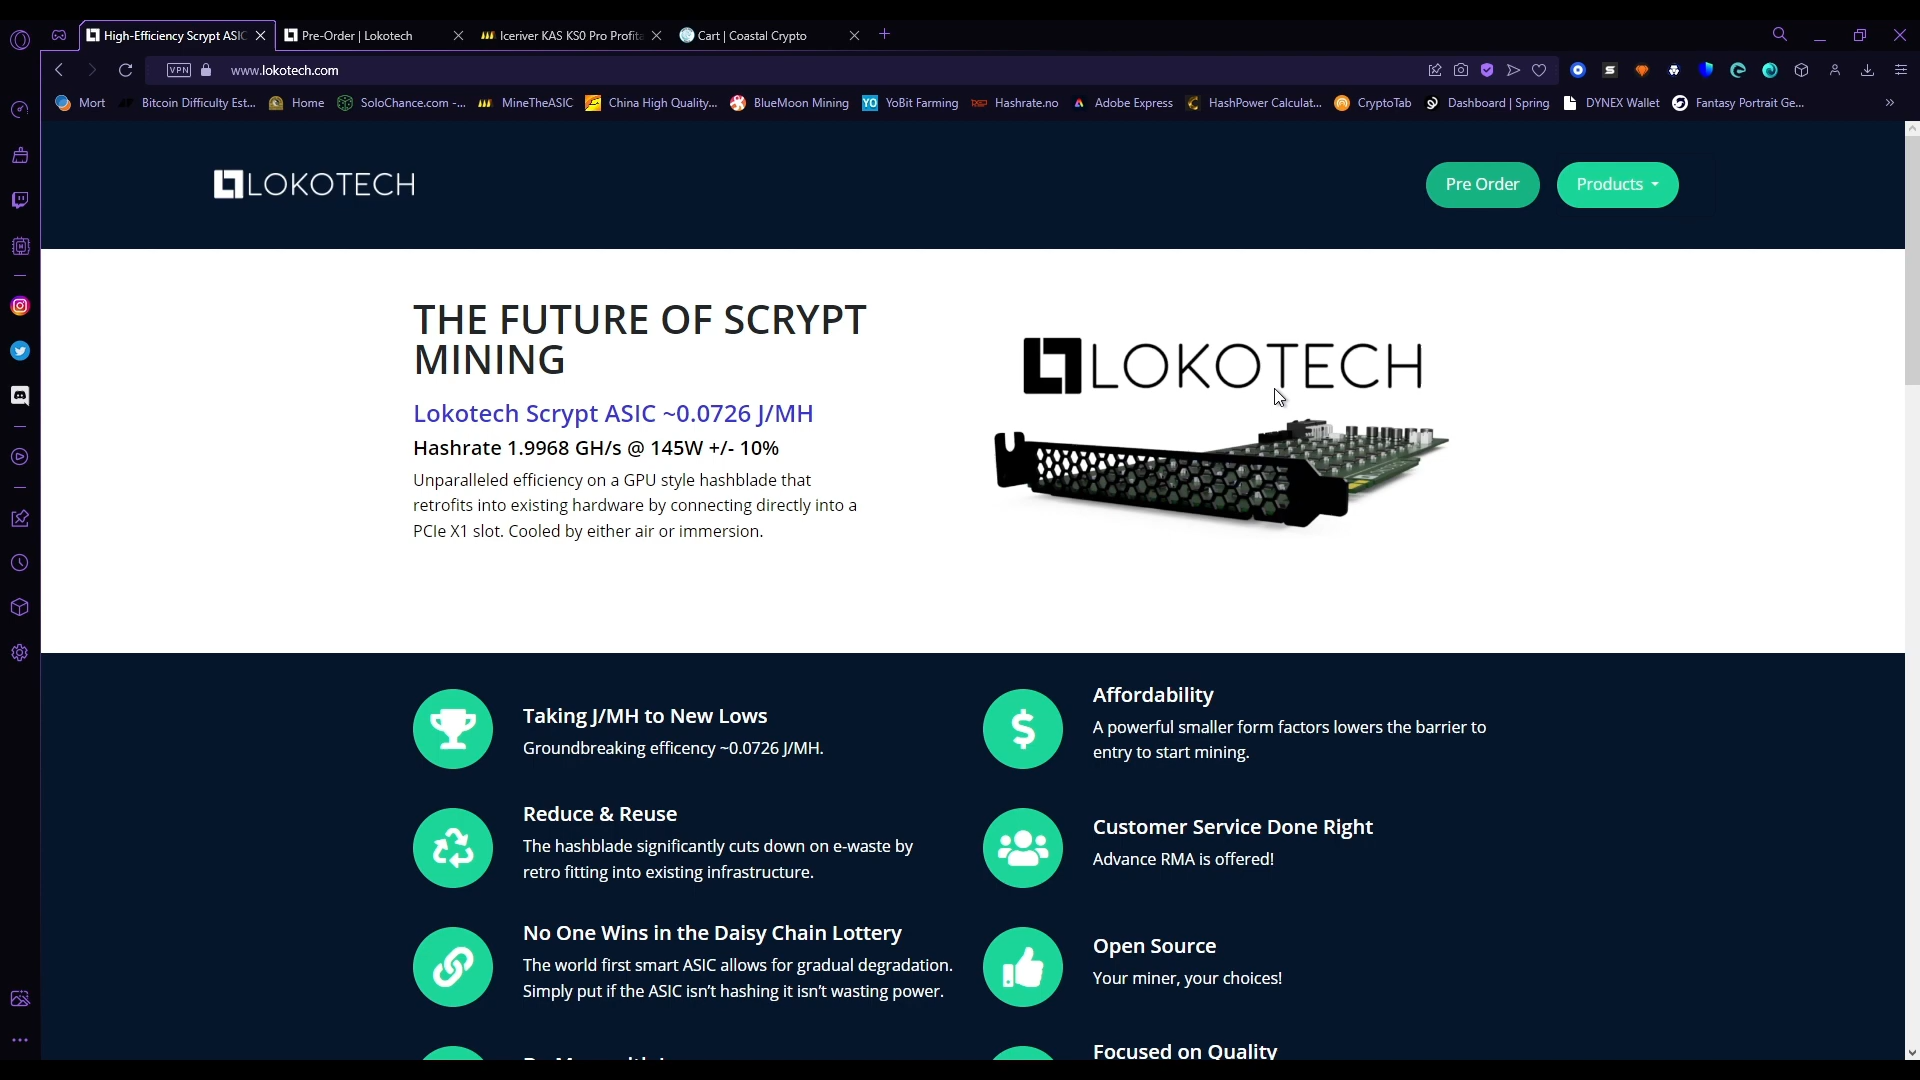 High-Efficiency Scrypt ASIC
Pre-Order | Lokotech
Iceriver KAS KS0 Pro Profita
Cart | Coastal Crypto
VPN
www.lokotech.com
Mort
Bitcoin Difficulty Est...
Home
SoloChance.com -...
MineTheASIC
China High Quality...
BlueMoon Mining
YO
YoBit Farming
Hashrate.no
Adobe Express
HashPower Calculat...
CryptoTab
Dashboard | Spring
DYNEX Wallet
Fantasy Portrait Ge...
LOKOTECH
Pre Order
Products
THE FUTURE OF SCRYPT
MINING
Lokotech Scrypt ASIC ~0.0726 J/MH
Hashrate 1.9968 GH/s @ 145W +/- 10%
Unparalleled efficiency on a GPU style hashblade that
retrofits into existing hardware by connecting directly into a
PCIe X1 slot. Cooled by either air or immersion.
LOKOTECH
Taking J/MH to New Lows
Groundbreaking efficency ~0.0726 J/MH.
Affordability
A powerful smaller form factors lowers the barrier to
entry to start mining.
Reduce & Reuse
The hashblade significantly cuts down on e-waste by
retro fitting into existing infrastructure.
Customer Service Done Right
Advance RMA is offered!
No One Wins in the Daisy Chain Lottery
The world first smart ASIC allows for gradual degradation.
Simply put if the ASIC isn't hashing it isn't wasting power.
Open Source
Your miner, your choices!
Focused on Quality